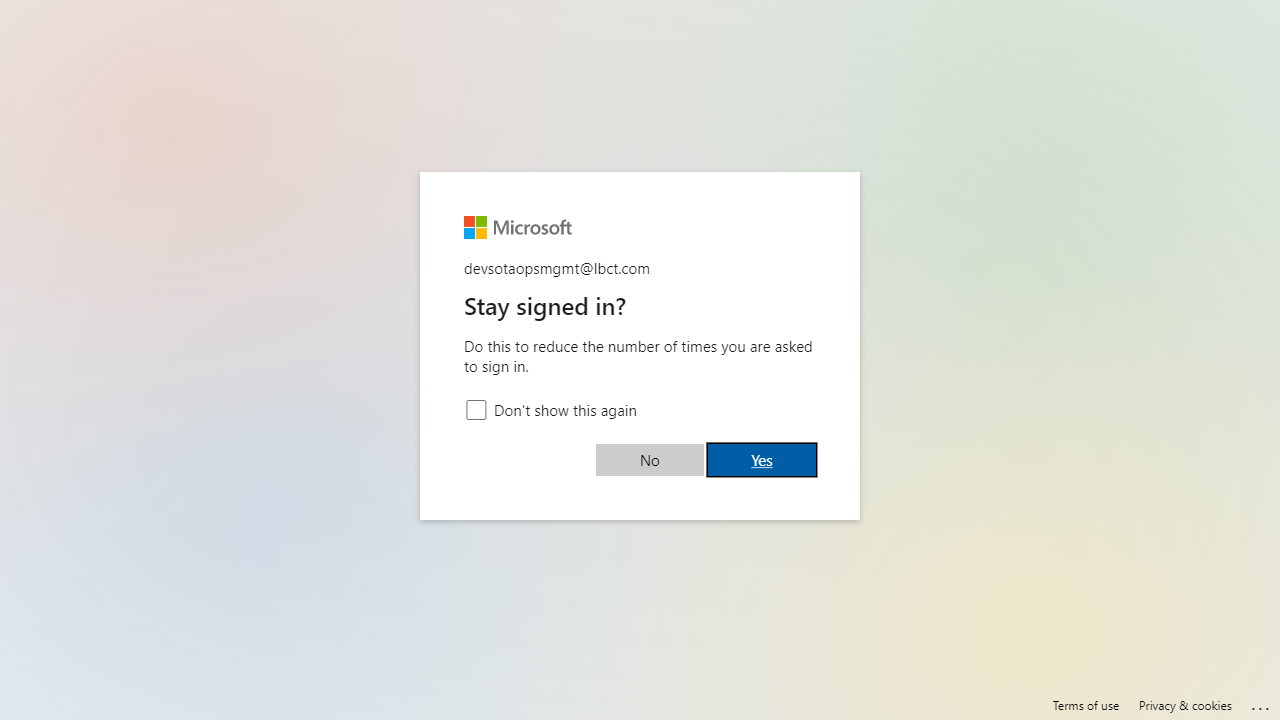 Microsoft
devsotaopsmgmt@lbct.com
Stay signed in?
Do this to reduce the number of times you are asked
to sign in.
Don't show this again
No
Yes
Terms of use
Privacy & cookies
...